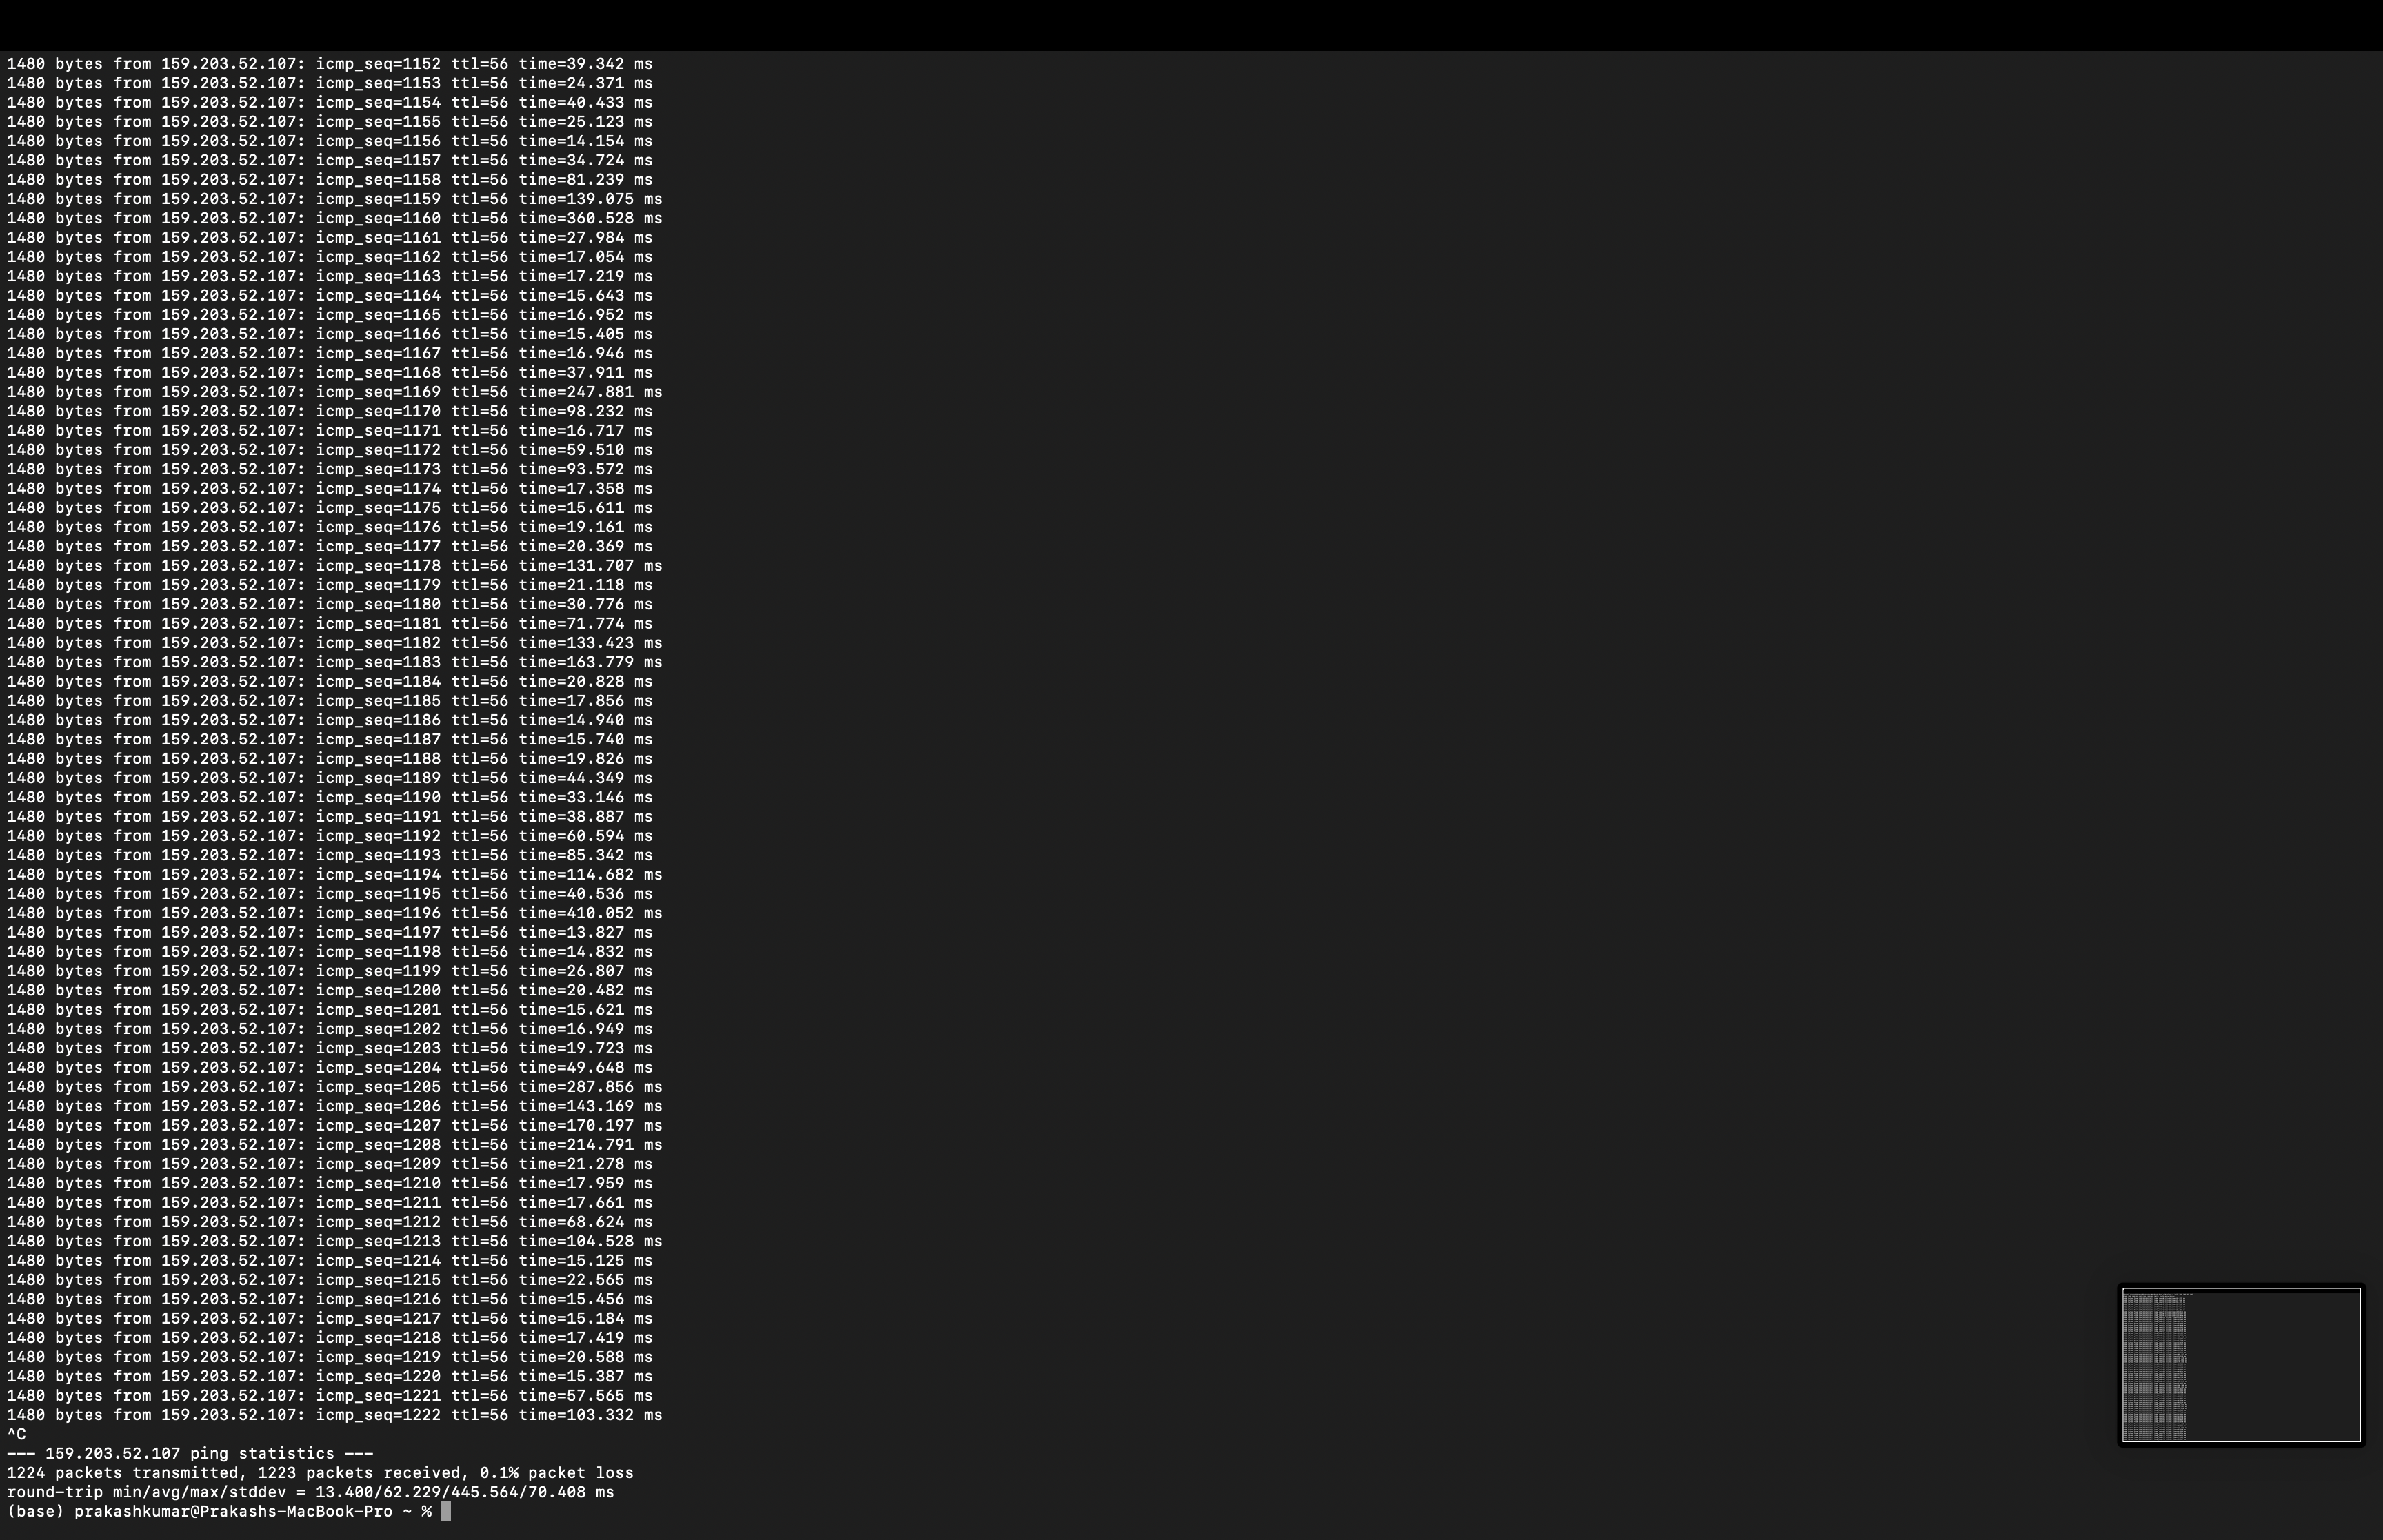 1480 bytes from 159.203.52.107: icmp_seq=1152 ttl=56 time=39.342 ms
1480 bytes from 159.203.52.107: icmp_seq=1153 ttl=56 time=24.371 ms
1480 bytes from 159.203.52.107: icmp_seq=1154 ttl=56 time=40.433 ms
1480 bytes from 159.203.52.107: icmp_seq=1155 ttl=56 time=25.123 ms
1480 bytes from 159.203.52.107: icmp_seq=1156 ttl=56 time=14.154 ms
1480 bytes from 159.203.52.107: icmp_seq=1157 ttl=56 time=34.724 ms
1480 bytes from 159.203.52.107: icmp_seq=1158 ttl=56 time=81.239 ms
1480 bytes from 159.203.52.107: icmp_seq=1159 ttl=56 time=139.075 ms
1480 bytes from 159.203.52.107: icmp_seq=1160 ttl=56 time=360.528 ms
1480 bytes from 159.203.52.107: icmp_seq=1161 ttl=56 time=27.984 ms
1480 bytes from 159.203.52.107: icmp_seq=1162 ttl=56 time=17.054 ms
1480 bytes from 159.203.52.107: icmp_seq=1163 ttl=56 time=17.219 ms
1480 bytes from 159.203.52.107: icmp_seq=1164 ttl=56 time=15.643 ms
1480 bytes from 159.203.52.107: icmp_seq=1165 ttl=56 time=16.952 ms
1480 bytes from 159.203.52.107: icmp_seq=1166 ttl=56 time=15.405 ms
1480 bytes from 159.203.52.107: icmp_seq=1167 ttl=56 time=16.946 ms
1480 bytes from 159.203.52.107: icmp_seq=1168 ttl=56 time=37.911 ms
1480 bytes from 159.203.52.107: icmp_seq=1169 ttl=56 time=247.881 ms
1480 bytes from 159.203.52.107: icmp_seq=1170 ttl=56 time=98.232 ms
1480 bytes from 159.203.52.107: icmp_seq=1171 ttl=56 time=16.717 ms
1480 bytes from 159.203.52.107: icmp_seq=1172 ttl=56 time=59.510 ms
1480 bytes from 159.203.52.107: icmp_seq=1173 ttl=56 time=93.572 ms
1480 bytes from 159.203.52.107: icmp_seq=1174 ttl=56 time=17.358 ms
1480 bytes from 159.203.52.107: icmp_seq=1175 ttl=56 time=15.611 ms
1480 bytes from 159.203.52.107: icmp_seq=1176 ttl=56 time=19.161 ms
1480 bytes from 159.203.52.107: icmp_seq=1177 ttl=56 time=20.369 ms
1480 bytes from 159.203.52.107: icmp_seq=1178 ttl=56 time=131.707 ms
1480 bytes from 159.203.52.107: icmp_seq=1179 ttl=56 time=21.118 ms
1480 bytes from 159.203.52.107: icmp_seq=1180 ttl=56 time=30.776 ms
1480 bytes from 159.203.52.107: icmp_seq=1181 ttl=56 time=71.774 ms
1480 bytes from 159.203.52.107: icmp_seq=1182 ttl=56 time=133.423 ms
1480 bytes from 159.203.52.107: icmp_seq=1183 ttl=56 time=163.779 ms
1480 bytes from 159.203.52.107: icmp_seq=1184 ttl=56 time=20.828 ms
1480 bytes from 159.203.52.107: icmp_seq=1185 ttl=56 time=17.856 ms
1480 bytes from 159.203.52.107: icmp_seq=1186 ttl=56 time=14.940 ms
1480 bytes from 159.203.52.107: icmp_seq=1187 ttl=56 time=15.740 ms
1480 bytes from 159.203.52.107: icmp_seq=1188 ttl=56 time=19.826 ms
1480 bytes from 159.203.52.107: icmp_seq=1189 ttl=56 time=44.349 ms
1480 bytes from 159.203.52.107: icmp_seq=1190 ttl=56 time=33.146 ms
1480 bytes from 159.203.52.107: icmp_seq=1191 ttl=56 time=38.887 ms
1480 bytes from 159.203.52.107: icmp_seq=1192 ttl=56 time=60.594 ms
1480 bytes from 159.203.52.107: icmp_seq=1193 ttl=56 time=85.342 ms
1480 bytes from 159.203.52.107: icmp_seq=1194 ttl=56 time=114.682 ms
1480 bytes from 159.203.52.107: icmp_seq=1195 ttl=56 time=40.536 ms
1480 bytes from 159.203.52.107: icmp_seq=1196 ttl=56 time=410.052 ms
1480 bytes from 159.203.52.107: icmp_seq=1197 ttl=56 time=13.827 ms
1480 bytes from 159.203.52.107: icmp_seq=1198 ttl=56 time=14.832 ms
1480 bytes from 159.203.52.107: icmp_seq=1199 ttl=56 time=26.807 ms
1480 bytes from 159.203.52.107: icmp_seq=1200 ttl=56 time=20.482 ms
1480 bytes from 159.203.52.107: icmp_seq=1201 ttl=56 time=15.621 ms
1480 bytes from 159.203.52.107: icmp_seq=1202 ttl=56 time=16.949 ms
1480 bytes from 159.203.52.107: icmp_seq=1203 ttl=56 time=19.723 ms
1480 bytes from 159.203.52.107: icmp_seq=1204 ttl=56 time=49.648 ms
1480 bytes from 159.203.52.107: icmp_seq=1205 ttl=56 time=287.856 ms
1480 bytes from 159.203.52.107: icmp_seq=1206 ttl=56 time=143.169 ms
1480 bytes from 159.203.52.107: icmp_seq=1207 ttl=56 time=170.197 ms
1480 bytes from 159.203.52.107: icmp_seq=1208 ttl=56 time=214.791 ms
1480 bytes from 159.203.52.107: icmp_seq=1209 ttl=56 time=21.278 ms
1480 bytes from 159.203.52.107: icmp_seq=1210 ttl=56 time=17.959 ms
1480 bytes from 159.203.52.107: icmp_seq=1211 ttl=56 time=17.661 ms
1480 bytes from 159.203.52.107: icmp_seq=1212 ttl=56 time=68.624 ms
1480 bytes from 159.203.52.107: icmp_seq=1213 ttl=56 time=104.528 ms
1480 bytes from 159.203.52.107: icmp_seq=1214 ttl=56 time=15.125 ms
1480 bytes from 159.203.52.107: icmp_seq=1215 ttl=56 time=22.565 ms
1480 bytes from 159.203.52.107: icmp_seq=1216 ttl=56 time=15.456 ms
1480 bytes from 159.203.52.107: icmp_seq=1217 ttl=56 time=15.184 ms
1480 bytes from 159.203.52.107: icmp_seq=1218 ttl=56 time=17.419 ms
1480 bytes from 159.203.52.107: icmp_seq=1219 ttl=56 time=20.588 ms
1480 bytes from 159.203.52.107: icmp_seq=1220 ttl=56 time=15.387 ms
1480 bytes from 159.203.52.107: icmp_seq=1221 ttl=56 time=57.565 ms
1480 bytes from 159.203.52.107: icmp_seq=1222 ttl=56 time=103.332 ms
^C
--- 159.203.52.107 ping statistics ---
1224 packets transmitted, 1223 packets received, 0.1% packet loss
round-trip min/avg/max/stddev = 13.400/62.229/445.564/70.408 ms
(base) prakashkumar@Prakashs-MacBook-Pro ~ %